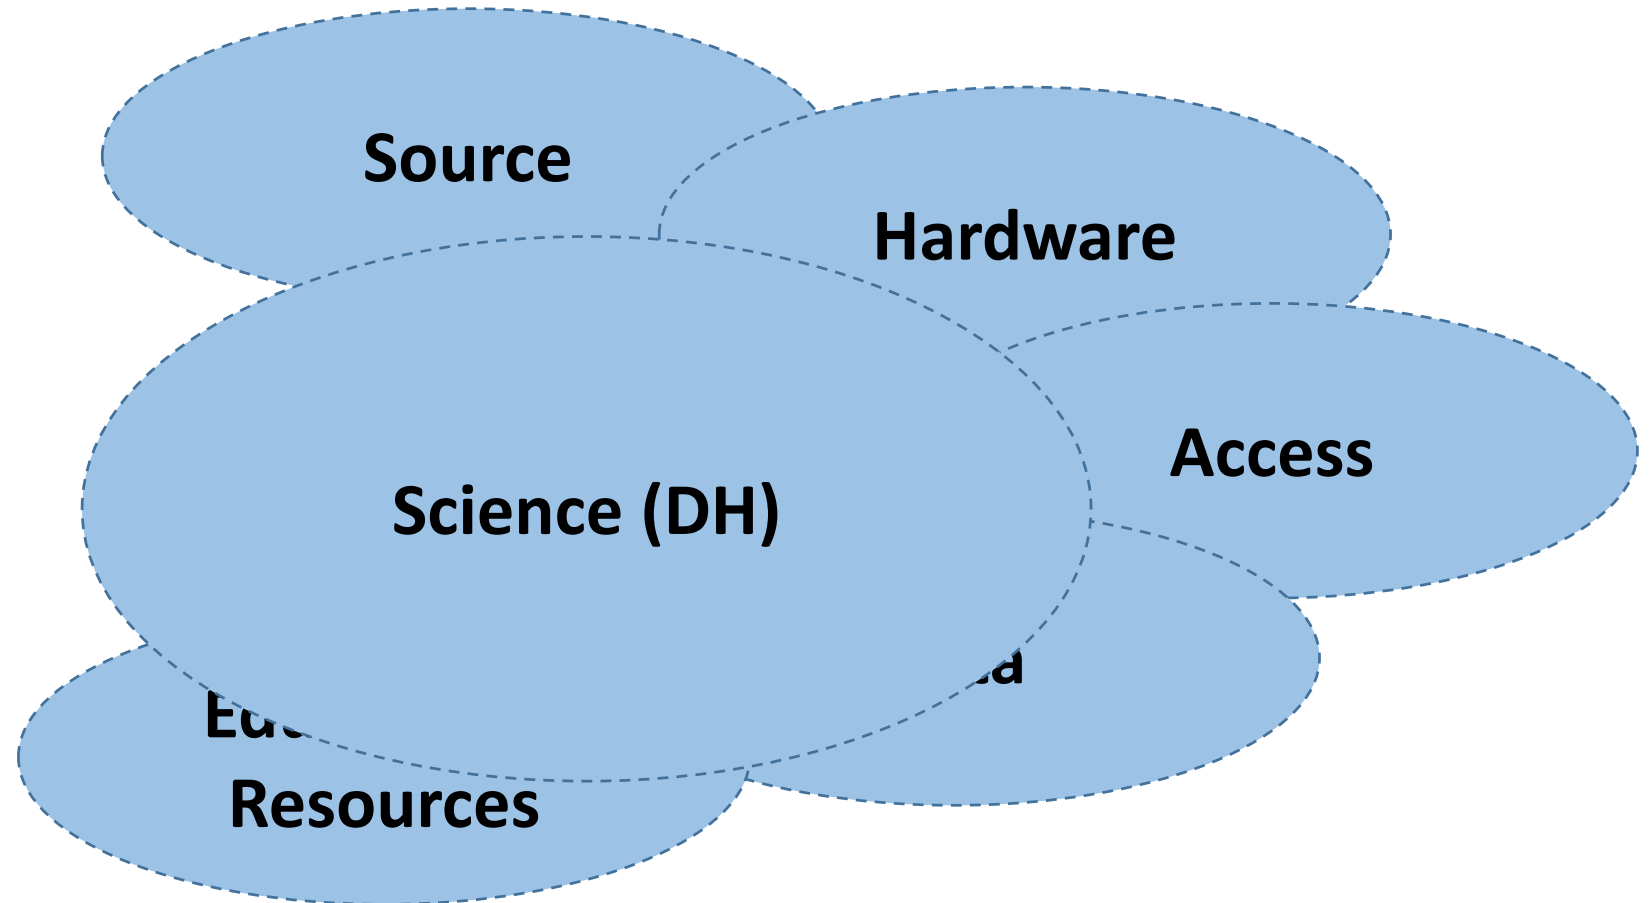 Source
Hardware
Access
Science (DH)
Resources